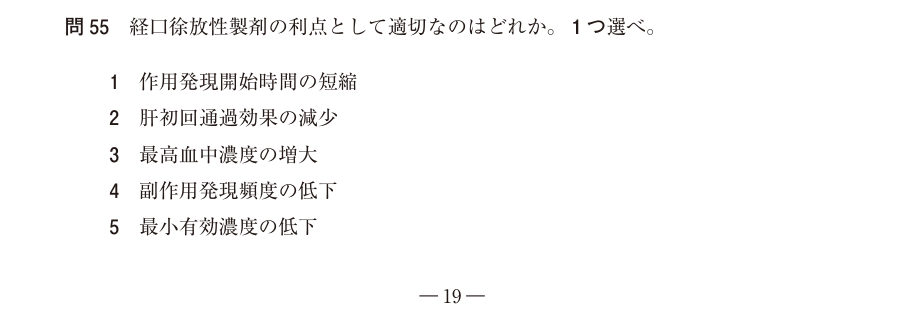 問 55　経口徐放性製剤の利点として適切なのはどれか。1つ選べ。
1　作用発現開始時間の短縮
2　肝初回通過効果の減少
3　最高血中濃度の増大
4　副作用発現頻度の低下
5　最小有効濃度の低下
― 19 ―